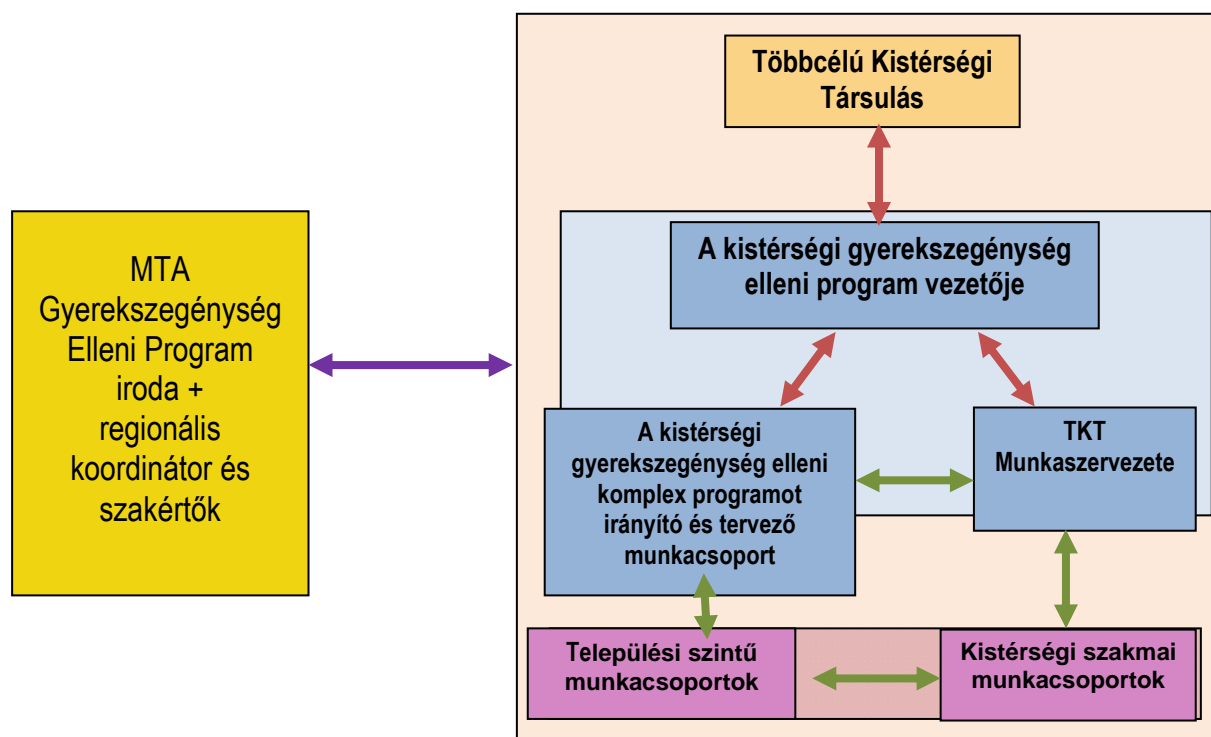 Többcélú Kistérségi
Társulás
MTA
Gyerekszegénység
Elleni Program
iroda +
regionális
koordinátor és
szakértők
A kistérségi gyerekszegénység
elleni program vezetője
A kistérségi
gyerekszegénység elleni
komplex programot
irányító és tervező
munkacsoport
TKT
Munkaszervezete
Települési szintű
munkacsoportok
Kistérségi szakmai
munkacsoportok